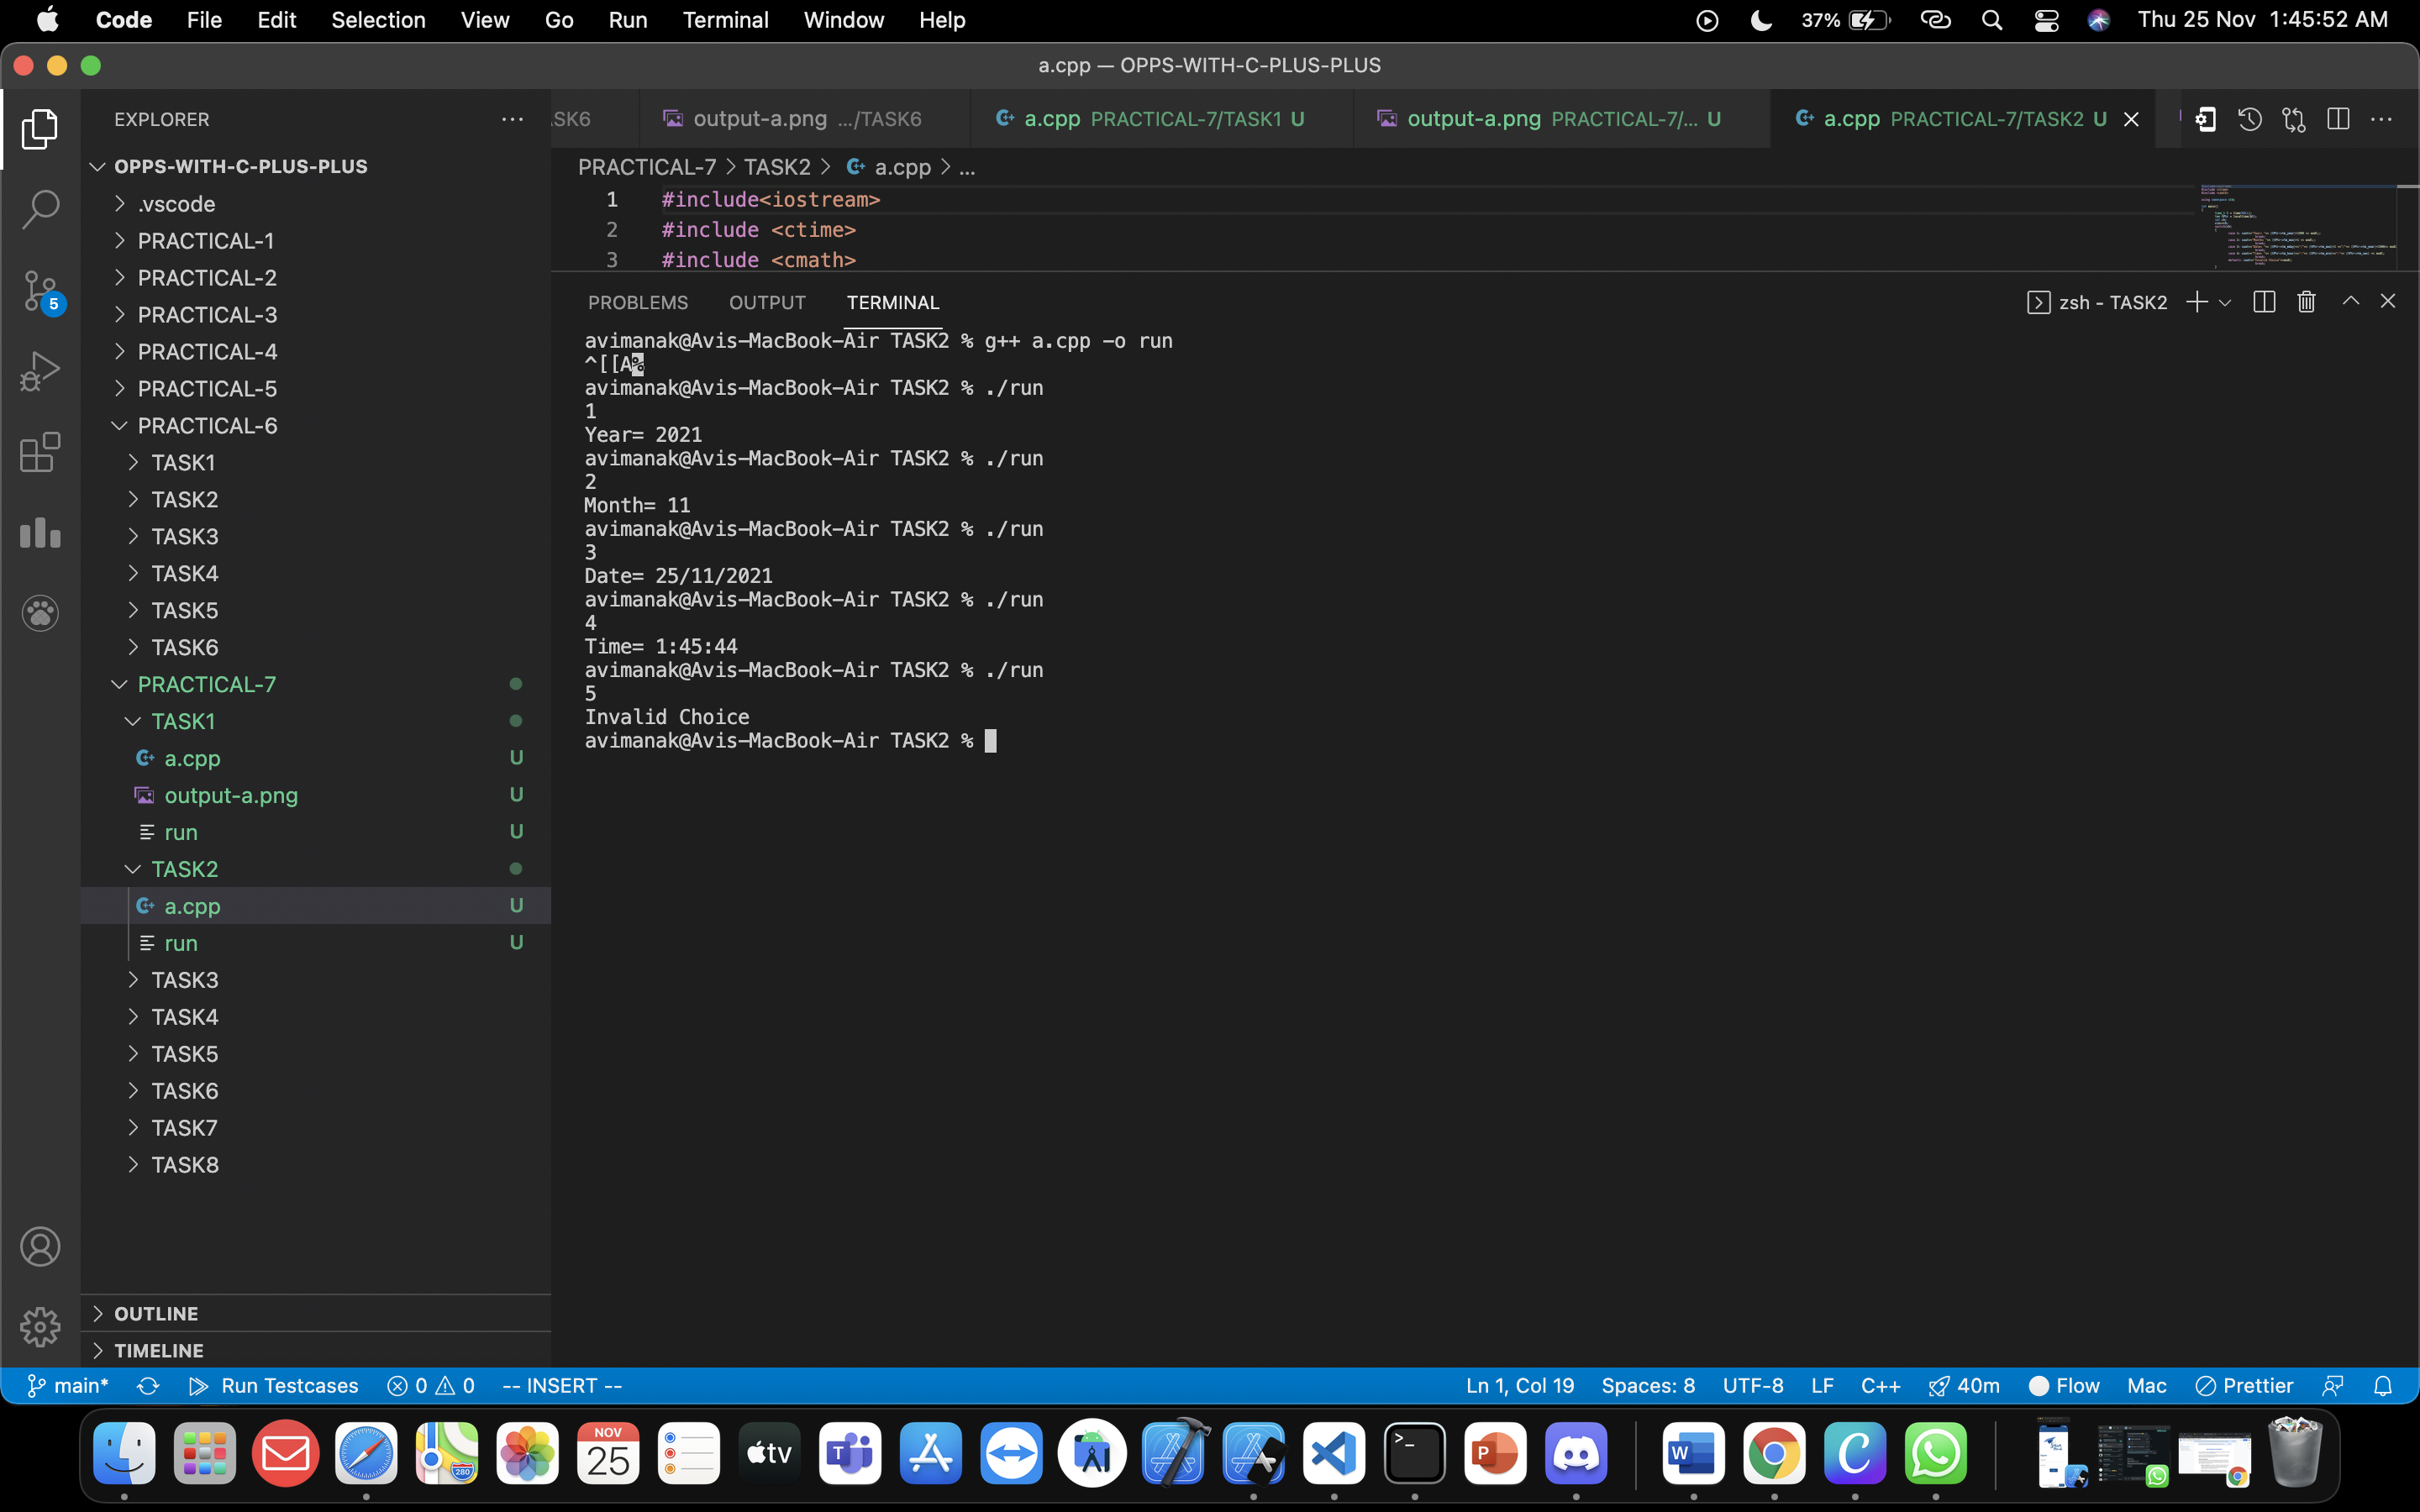 Code File Edit Selection View Go Run Terminal Window Help 37% Thu 25 Nov 1:45:52 AM
a.cpp — OPPS-WITH-C-PLUS-PLUS
EXPLORER
SK6 output-a.png .../TASK6 a.cpp PRACTICAL-7/TASK1 U output-a.png PRACTICAL-7/... U a.cpp PRACTICAL-7/TASK2 U
PRACTICAL-7 > TASK2 > a.cpp > ...
1 #include<iostream>
2 #include <ctime>
3 #include <cmath>
OPPS-WITH-C-PLUS-PLUS
.vscode
PRACTICAL-1
PRACTICAL-2
PRACTICAL-3
PRACTICAL-4
PRACTICAL-5
PRACTICAL-6
TASK1
TASK2
TASK3
TASK4
TASK5
TASK6
PRACTICAL-7
TASK1
a.cpp U
output-a.png U
run U
TASK2
a.cpp U
run U
TASK3
TASK4
TASK5
TASK6
TASK7
TASK8
OUTLINE
TIMELINE
5
PROBLEMS OUTPUT TERMINAL zsh - TASK2
avimanak@Avis-MacBook-Air TASK2 % g++ a.cpp -o run
^[[A%
avimanak@Avis-MacBook-Air TASK2 % ./run
1
Year= 2021
avimanak@Avis-MacBook-Air TASK2 % ./run
2
Month= 11
avimanak@Avis-MacBook-Air TASK2 % ./run
3
Date= 25/11/2021
avimanak@Avis-MacBook-Air TASK2 % ./run
4
Time= 1:45:44
avimanak@Avis-MacBook-Air TASK2 % ./run
5
Invalid Choice
avimanak@Avis-MacBook-Air TASK2 %
main* Run Testcases 0 0 -- INSERT -- Ln 1, Col 19 Spaces: 8 UTF-8 LF C++ 40m Flow Mac Prettier
NOV
25
280
tv
T
P
W
C